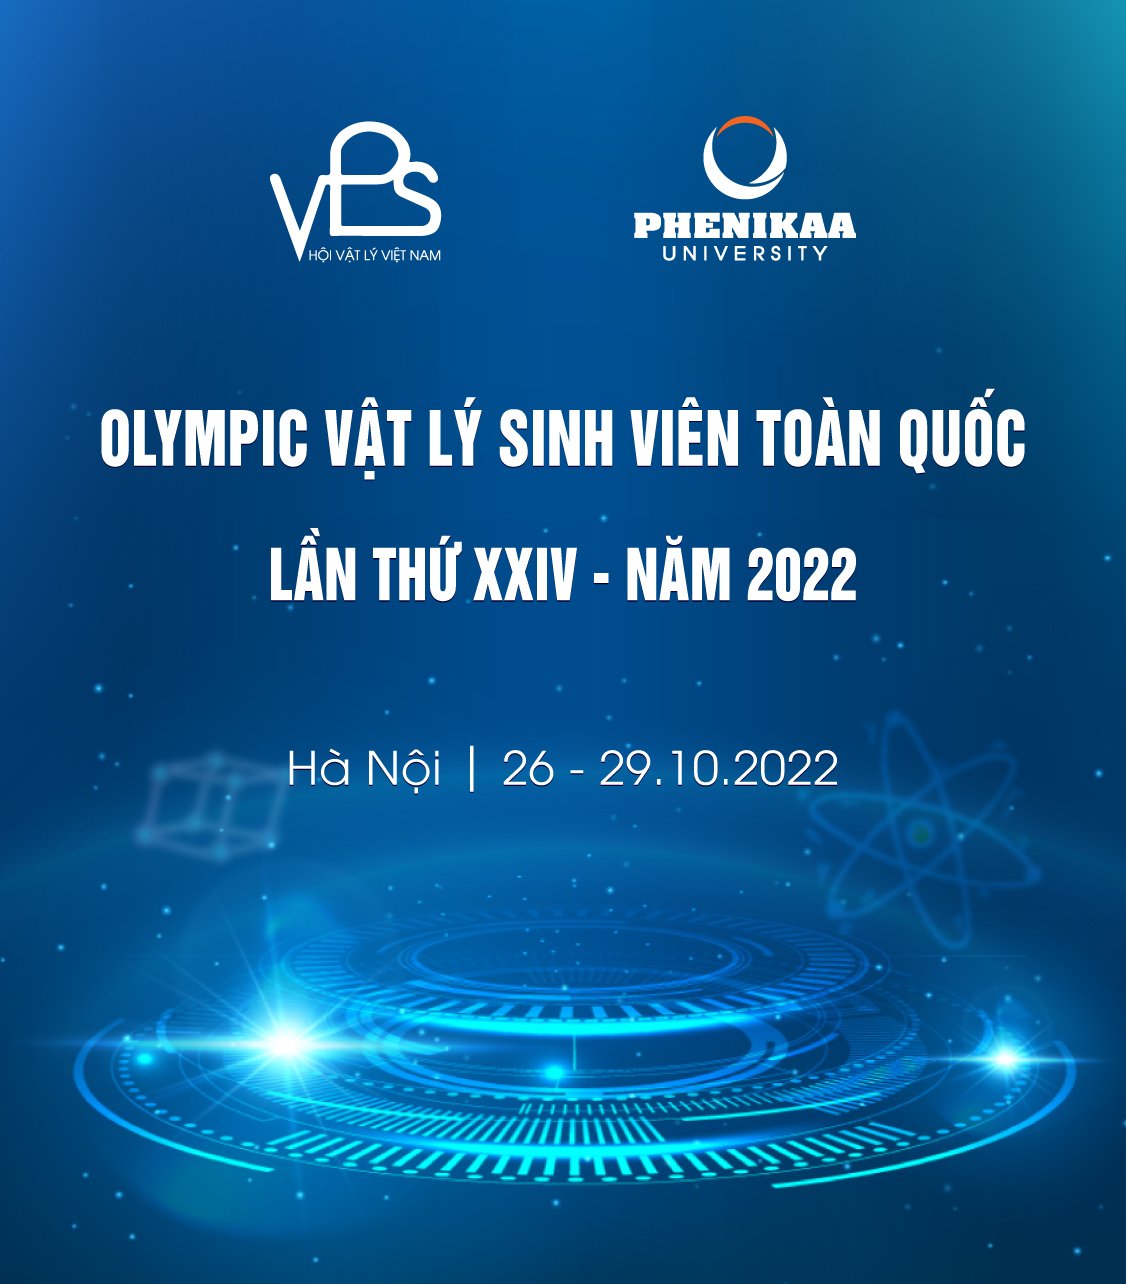 VPS
HỘI VẬT LÝ VIỆT NAM
PHENIKAA
UNIVERSITY
OLYMPIC VẬT LÝ SINH VIÊN TOÀN QUỐC
LẦN THỨ XXIV - NĂM 2022
Hà Nội | 26 - 29.10.2022